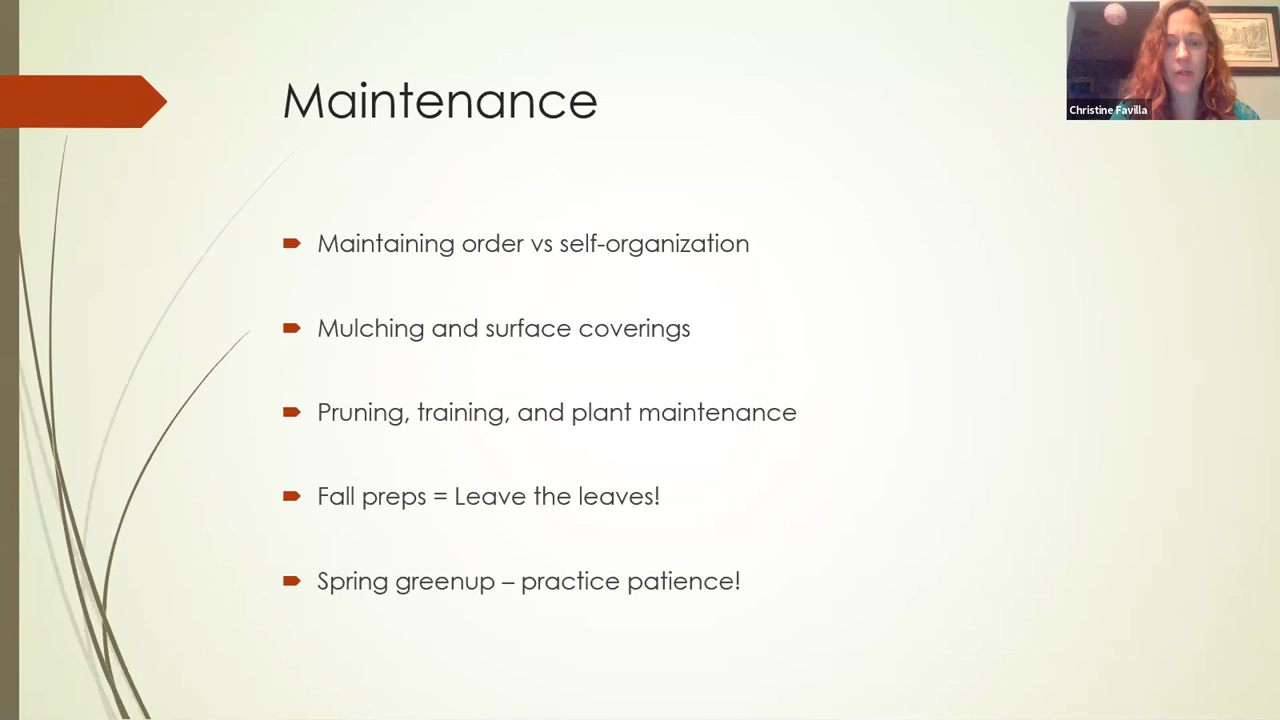 Maintenance
Christine Favilla
Maintaining order vs self-organization
Mulching and surface coverings
Pruning, training, and plant maintenance
Fall preps = Leave the leaves!
Spring greenup – practice patience!